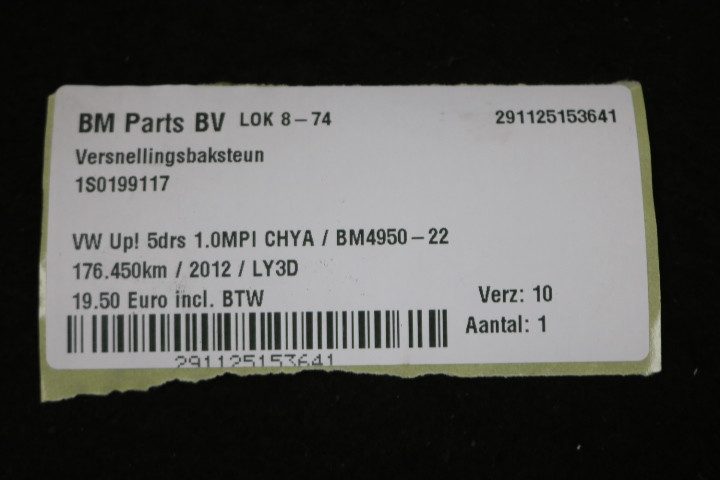 BM Parts BV LOK 8-74 291125153641
Versnellingsbaksteun
1S0199117
VW Up! 5drs 1.0MPI CHYA / BM4950-22
176.450km / 2012 / LY3D
19.50 Euro incl. BTW Verz: 10
Aantal: 1
291125153641